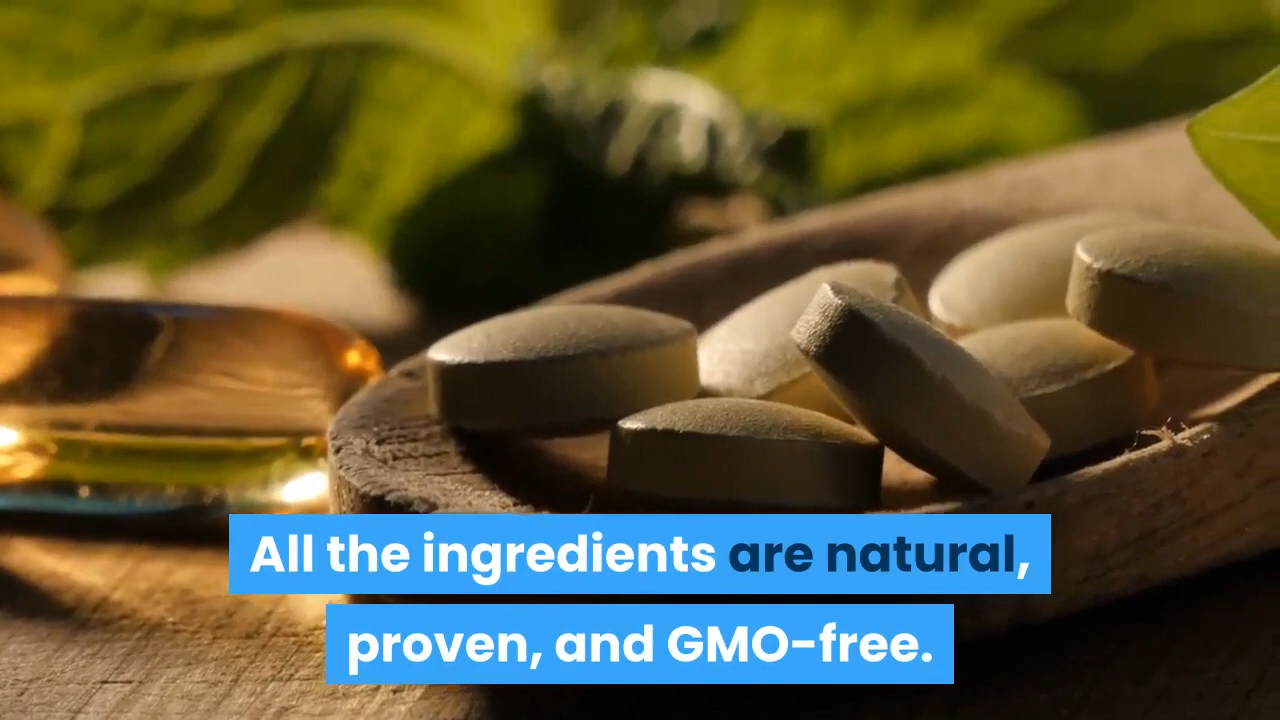 All the ingredients are natural,
proven, and GMO-free.